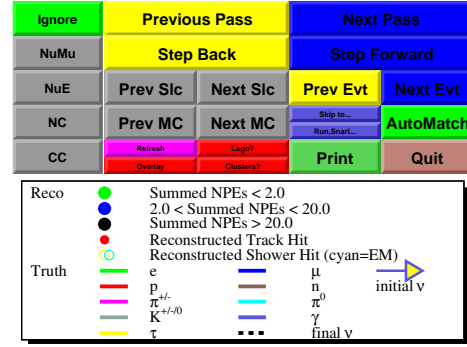 Ignore Previous Pass Next Pass
NuMu Step Back Step Forward
NuE Prev Slc Next Slc Prev Evt Next Evt
NC Prev MC Next MC Skip to... AutoMatch
Run,Snarl...
CC Refresh Lego? Print Quit
Overlay Clusters?
Reco Summed NPEs < 2.0
2.0 < Summed NPEs < 20.0
Summed NPEs > 20.0
Reconstructed Track Hit
Reconstructed Shower Hit (cyan=EM)
Truth e μ
p n initial ν
π+/- π0
K+/-/0 γ
τ final ν